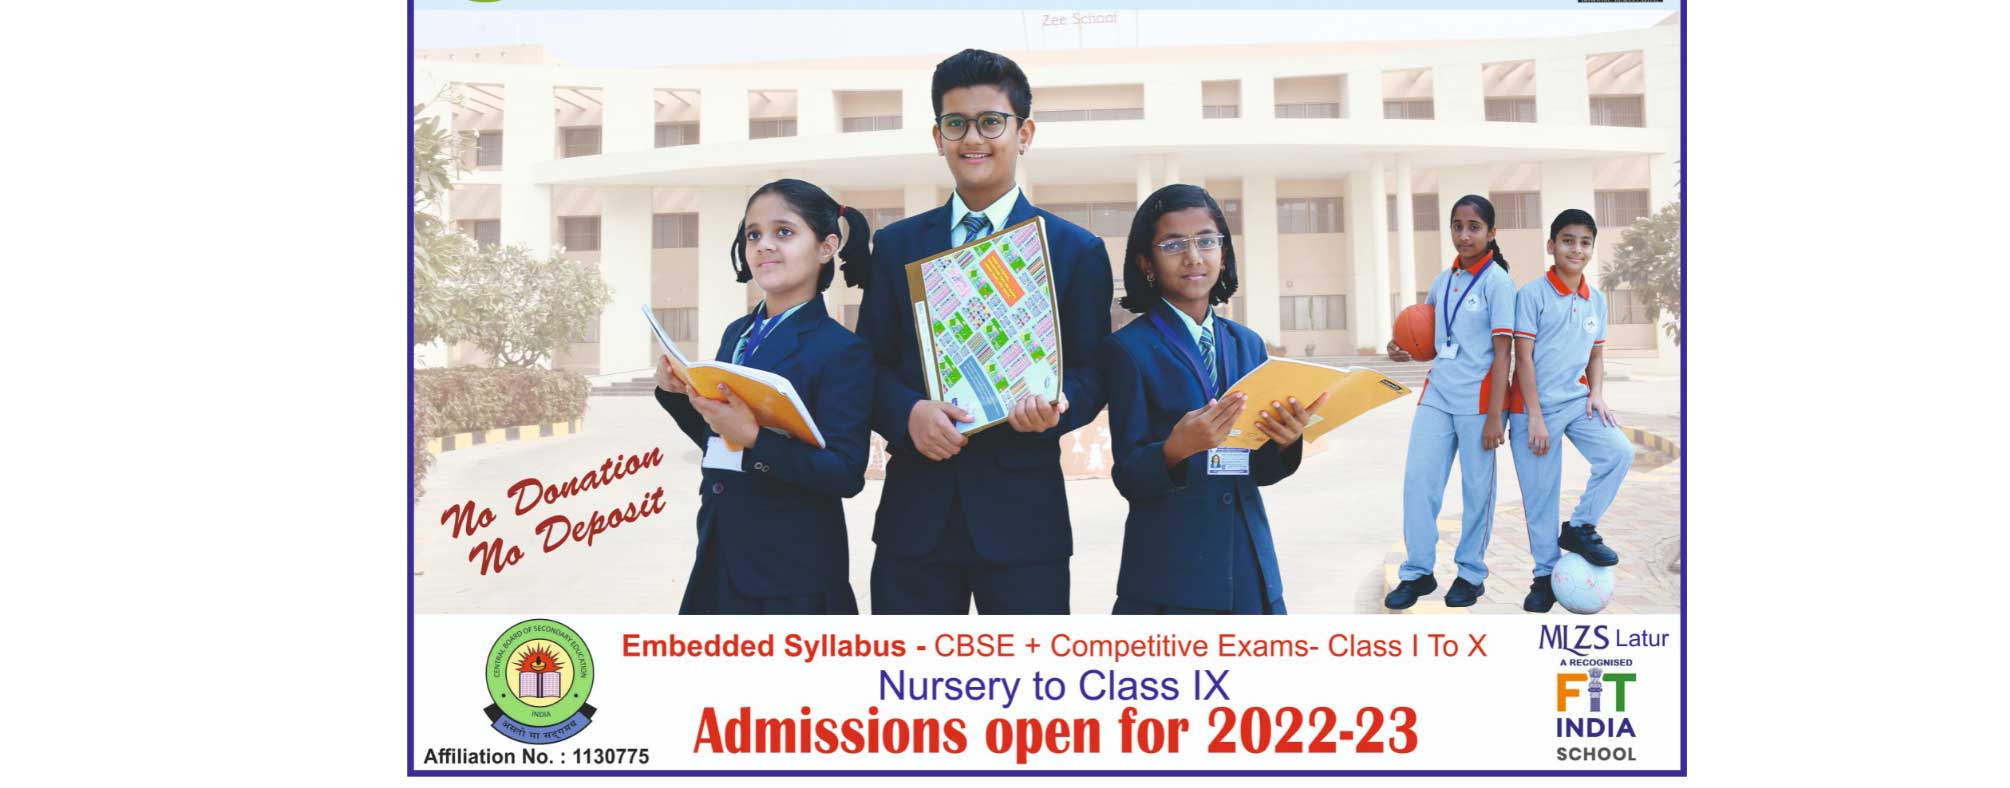 Zee School
No Donation
No Deposit
CENTRAL BOARD OF SECONDARY EDUCATION
INDIA
असतो मा सद्गमय
Affiliation No. : 1130775
Embedded Syllabus - CBSE + Competitive Exams- Class I To X
Nursery to Class IX
Admissions open for 2022-23
MLZS Latur
A RECOGNISED
FIT
INDIA
SCHOOL